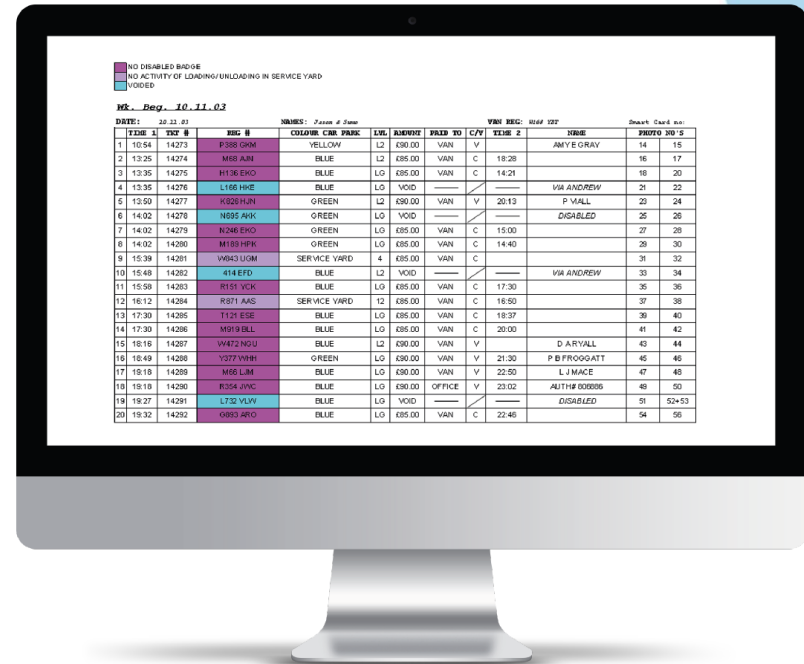 NO DISABLED BADGE
NO ACTIVITY OF LOADING/UNLOADING IN SERVICE YARD
VOIDED
Wk. Beg. 10.11.03
DATE: 10.11.03 NAMES: VAN REG: Smart Card no:
TIME 1 TKT # REG # COLOUR CAR PARK LVL AMOUNT PAID TO C/V TIME 2 NAME PHOTO NO'S
1 10:54 14273 P388 GKM YELLOW L2 £90.00 VAN V AMY E GRAY 14 15
2 13:25 14274 M68 AJN BLUE L2 £85.00 VAN C 18:28 16 17
3 13:35 14275 H136 EKO BLUE LG £85.00 VAN C 14:21 18 20
4 13:35 14276 L166 HKE BLUE LG VOID VIA ANDREW 21 22
5 13:50 14277 K826 HJN GREEN L2 £90.00 VAN V 20:13 P VIALL 23 24
6 14:02 14278 N695 AKK GREEN LG VOID DISABLED 25 26
7 14:02 14279 N246 EKO GREEN LG £85.00 VAN C 15:00 27 28
8 14:02 14280 M189 HPK GREEN LG £85.00 VAN C 14:40 29 30
9 15:39 14281 W843 UGM SERVICE YARD 4 £85.00 VAN C 31 32
10 15:48 14282 414 EFD BLUE L2 VOID VIA ANDREW 33 34
11 15:58 14283 R151 VCK BLUE LG £85.00 VAN C 17:30 35 36
12 16:12 14284 R871 AAS SERVICE YARD 12 £85.00 VAN C 16:50 37 38
13 17:30 14285 T121 ESE BLUE LG £85.00 VAN C 18:37 39 40
14 17:30 14286 M919 BLL BLUE LG £85.00 VAN C 20:00 41 42
15 18:16 14287 W472 NGU BLUE L2 £90.00 VAN V D A RYALL 43 44
16 18:49 14288 Y377 WHH GREEN LG £90.00 VAN V 21:30 P B FROGGATT 45 46
17 19:18 14289 M66 LJM BLUE LG £90.00 VAN V 22:50 L J MACE 47 48
18 19:18 14290 R354 JWC BLUE LG £90.00 OFFICE V 23:02 AUTH# 806886 49 50
19 19:27 14291 L732 VLW BLUE LG VOID DISABLED 51 52+53
20 19:32 14292 G893 ARO BLUE LG £85.00 VAN C 22:46 54 56